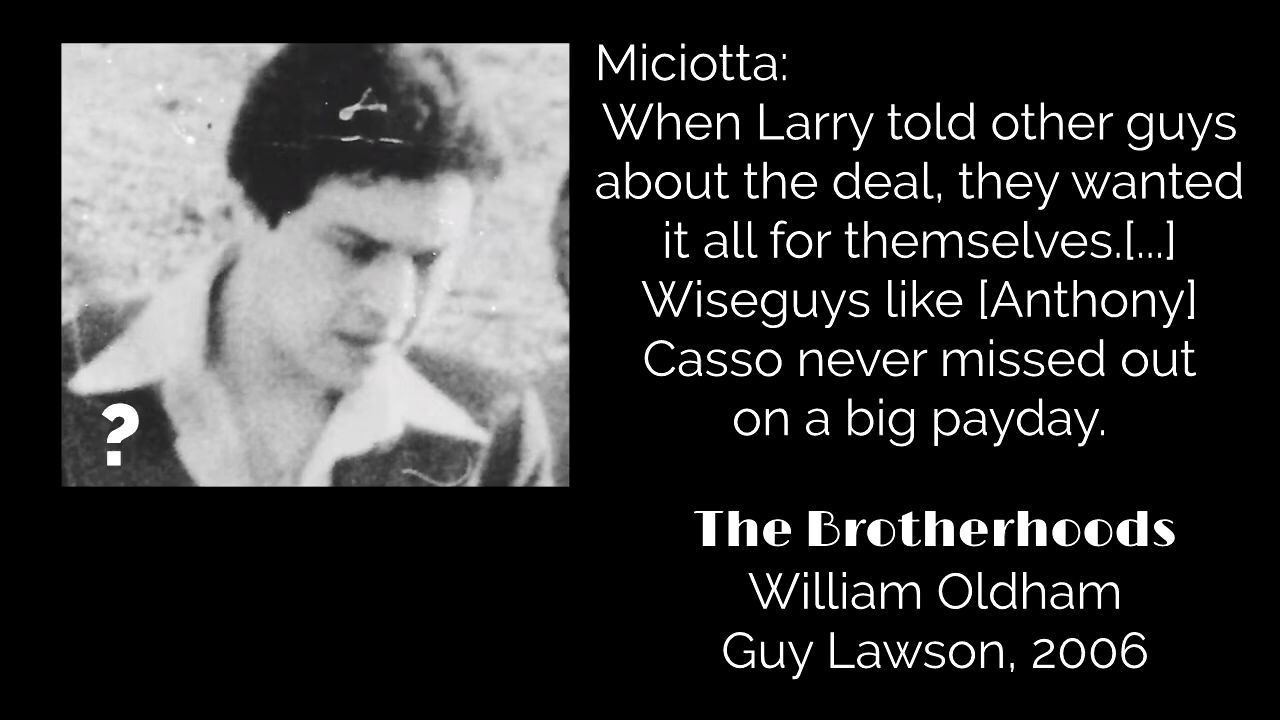 Miciotta:
When Larry told other guys
about the deal, they wanted
it all for themselves.[...]
Wiseguys like [Anthony]
Casso never missed out
on a big payday.
?
The Brotherhoods
William Oldham
Guy Lawson, 2006